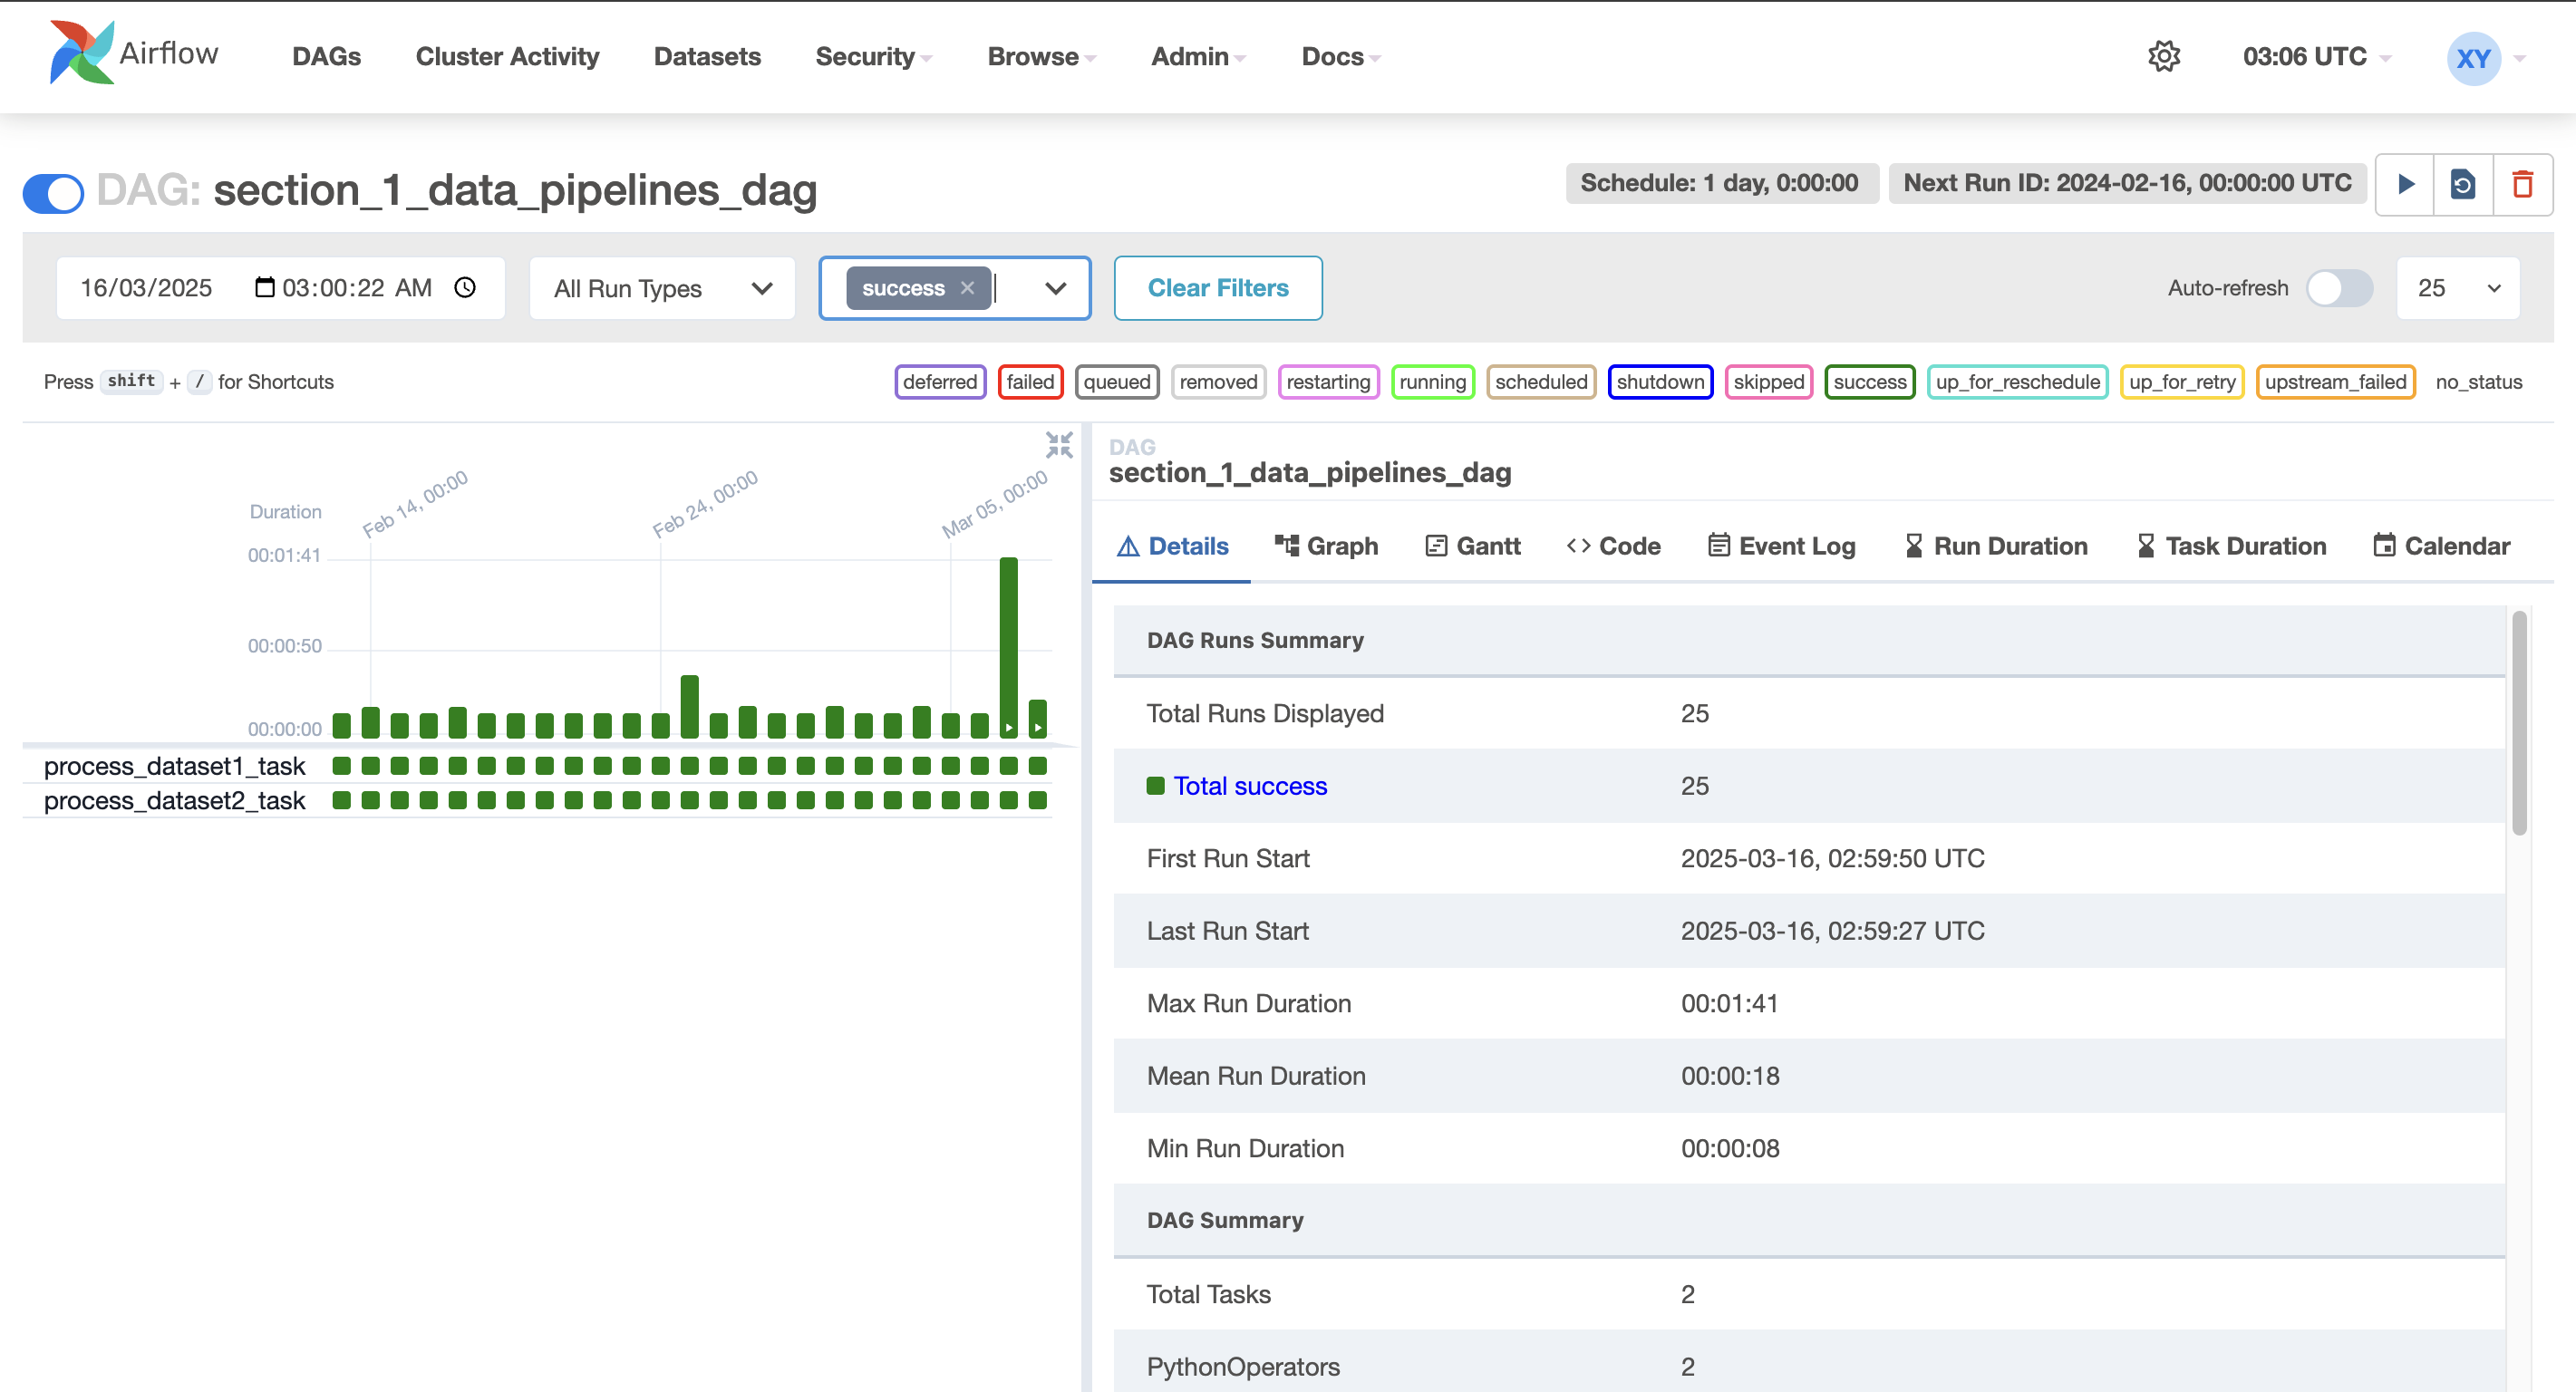 Airflow DAGs Cluster Activity Datasets Security Browse Admin Docs 03:06 UTC XY
DAG: section_1_data_pipelines_dag Schedule: 1 day, 0:00:00 Next Run ID: 2024-02-16, 00:00:00 UTC
16/03/2025 03:00:22 AM All Run Types success × Clear Filters Auto-refresh 25
Press shift + / for Shortcuts deferred failed queued removed restarting running scheduled shutdown skipped success up_for_reschedule up_for_retry upstream_failed no_status
Duration
Feb 14, 00:00 Feb 24, 00:00 Mar 05, 00:00
00:01:41
00:00:50
00:00:00
process_dataset1_task
process_dataset2_task
DAG
section_1_data_pipelines_dag
Details Graph Gantt Code Event Log Run Duration Task Duration Calendar
DAG Runs Summary
Total Runs Displayed 25
Total success 25
First Run Start 2025-03-16, 02:59:50 UTC
Last Run Start 2025-03-16, 02:59:27 UTC
Max Run Duration 00:01:41
Mean Run Duration 00:00:18
Min Run Duration 00:00:08
DAG Summary
Total Tasks 2
PythonOperators 2